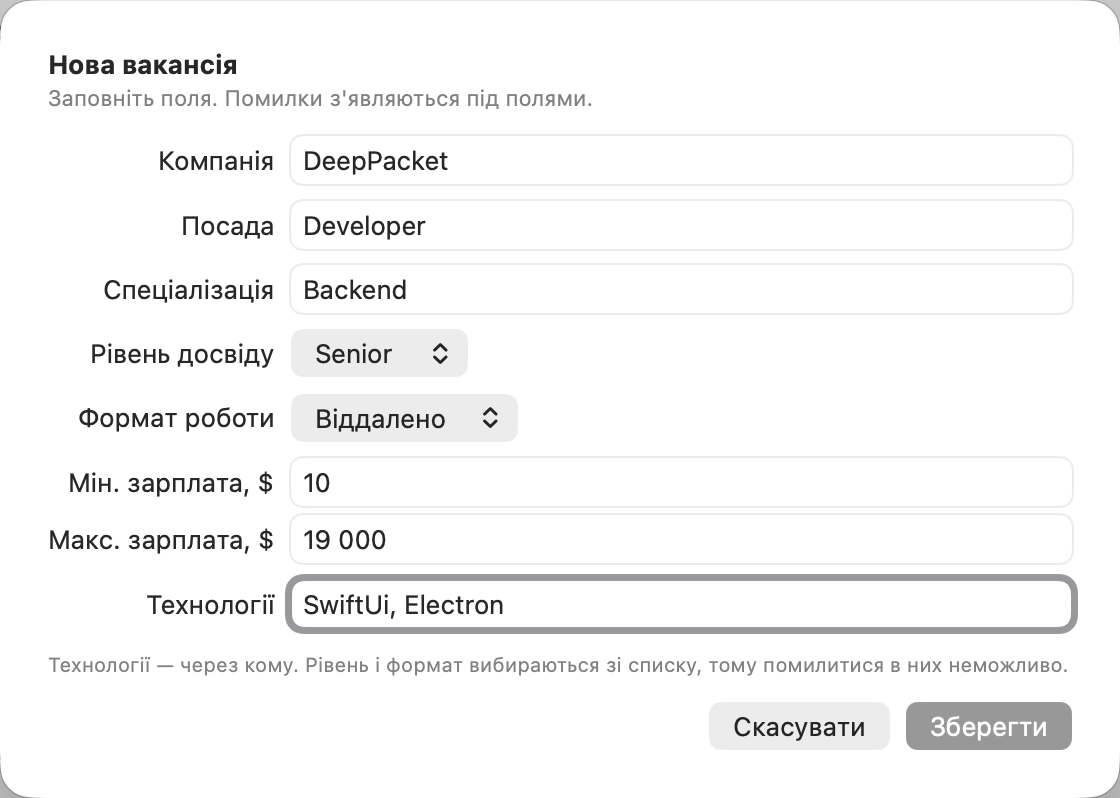 Нова вакансія
Заповніть поля. Помилки з'являються під полями.
Компанія DeepPacket
Посада Developer
Спеціалізація Backend
Рівень досвіду Senior
Формат роботи Віддалено
Мін. зарплата, $ 10
Макс. зарплата, $ 19 000
Технології SwiftUi, Electron
Технології — через кому. Рівень і формат вибираються зі списку, тому помилитися в них неможливо.
Скасувати Зберегти